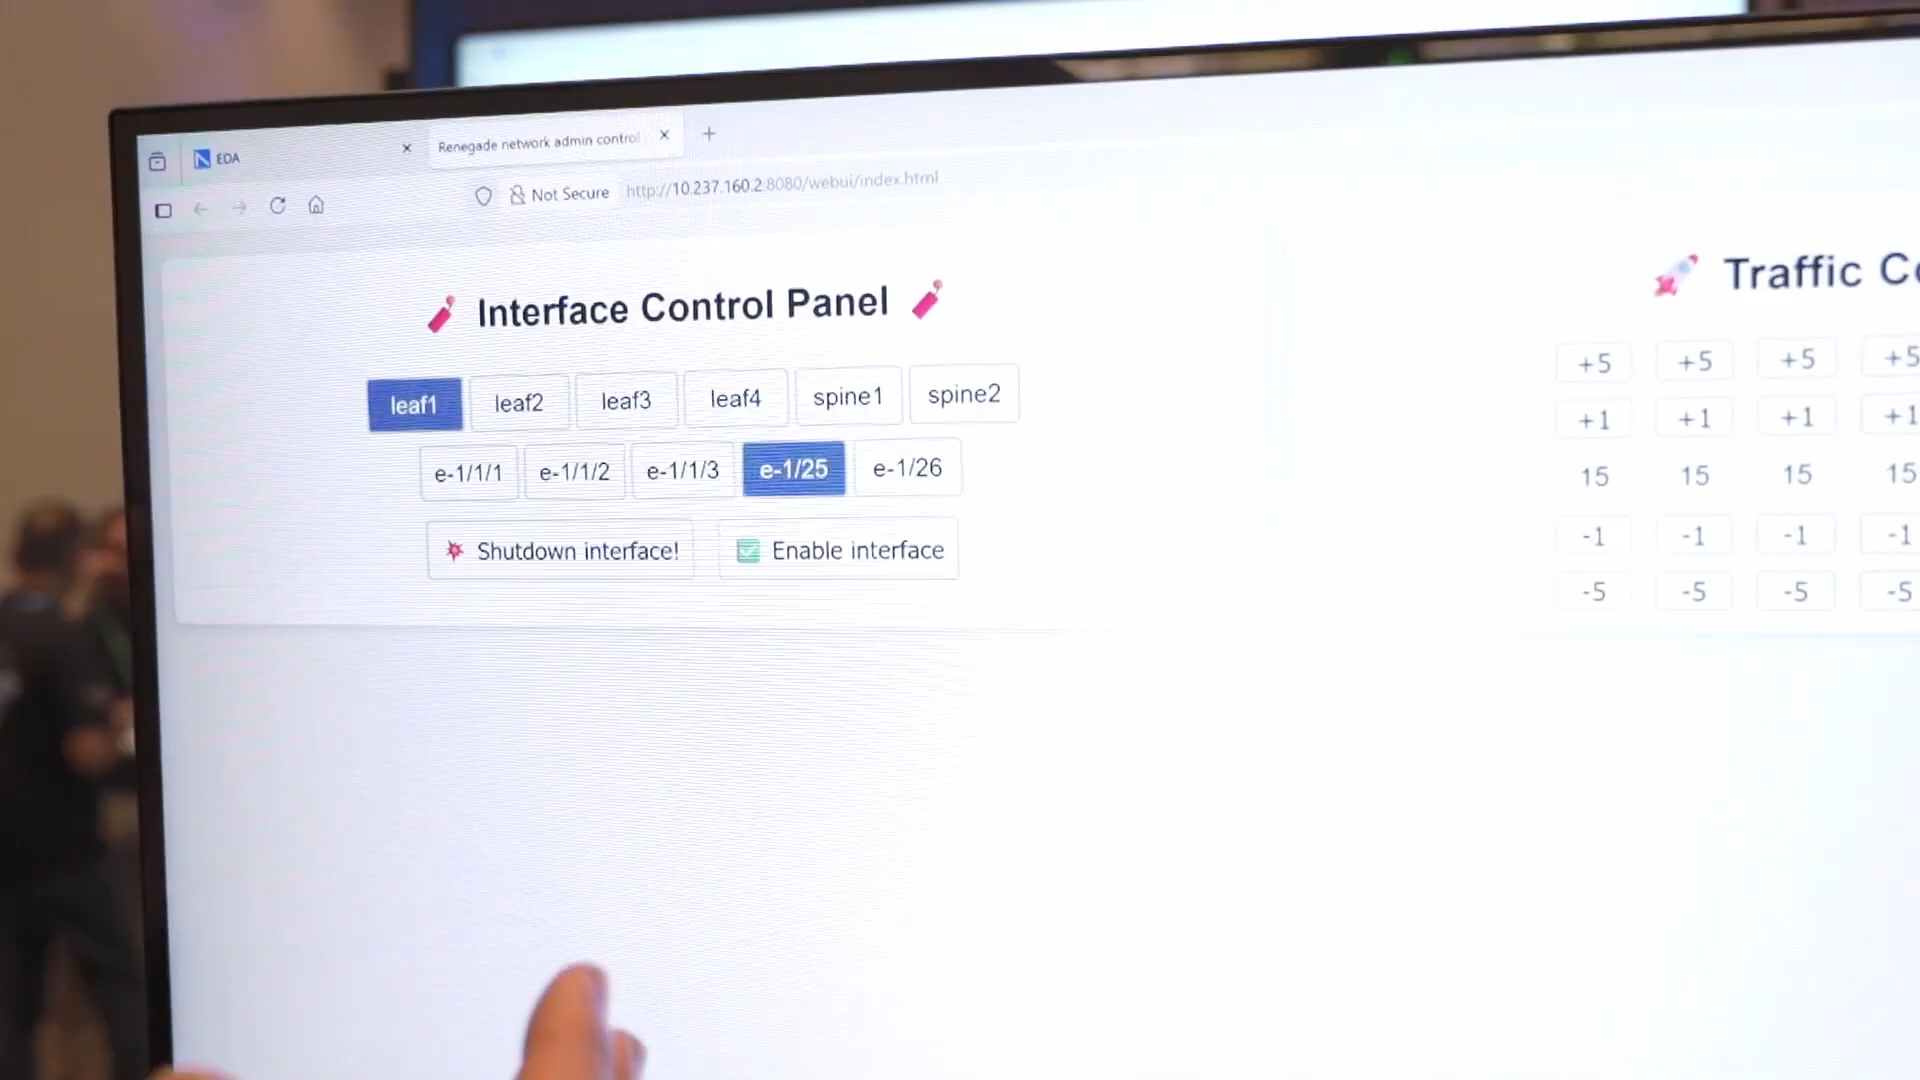 EDA
Renegade network admin control
Not Secure http://10.237.160.2:8080/webui/index.html
Interface Control Panel
leaf1 leaf2 leaf3 leaf4 spine1 spine2
e-1/1/1 e-1/1/2 e-1/1/3 e-1/25 e-1/26
Shutdown interface! Enable interface
Traffic
+5 +5 +5 +5
+1 +1 +1 +1
15 15 15 15
-1 -1 -1 -1
-5 -5 -5 -5